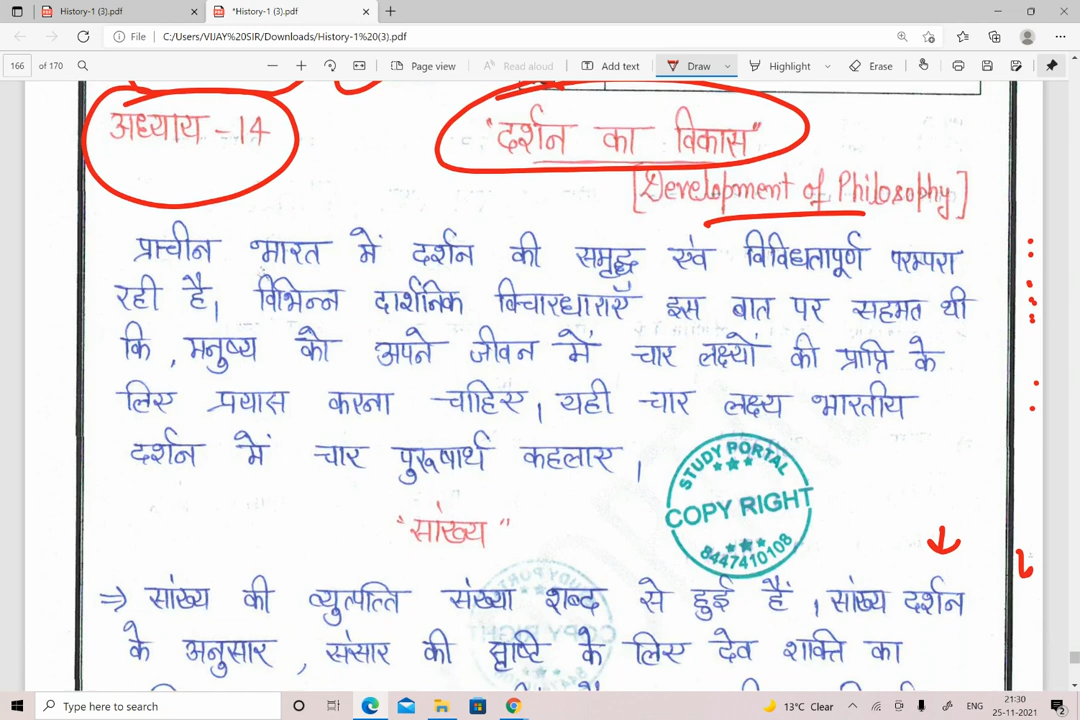 History-1 (3).pdf
*History-1 (3).pdf
File
C:/Users/VIJAY%20SIR/Downloads/History-1%20(3).pdf
166 of 170
Page view
Read aloud
Add text
Draw
Highlight
Erase
अध्याय -14
"दर्शन का विकास"
[Development of Philosophy]
प्राचीन भारत में दर्शन की समृद्ध एवं विविधतापूर्ण परम्परा
रही है। विभिन्न दार्शनिक विचारधाराएँ इस बात पर सहमत थी
कि, मनुष्य को अपने जीवन में चार लक्ष्यों की प्राप्ति के
लिए प्रयास करना चाहिए। यही चार लक्ष्य भारतीय
दर्शन में चार पुरूषार्थ कहलाए।
STUDY PORTAL
COPY RIGHT
8447410108
"सांख्य"
⇒ सांख्य की व्युत्पत्ति संख्या शब्द से हुई हैं। सांख्य दर्शन
के अनुसार, संसार की सृष्टि के लिए देव शक्ति का
Type here to search
13°C Clear
ENG
21:30
25-11-2021
2